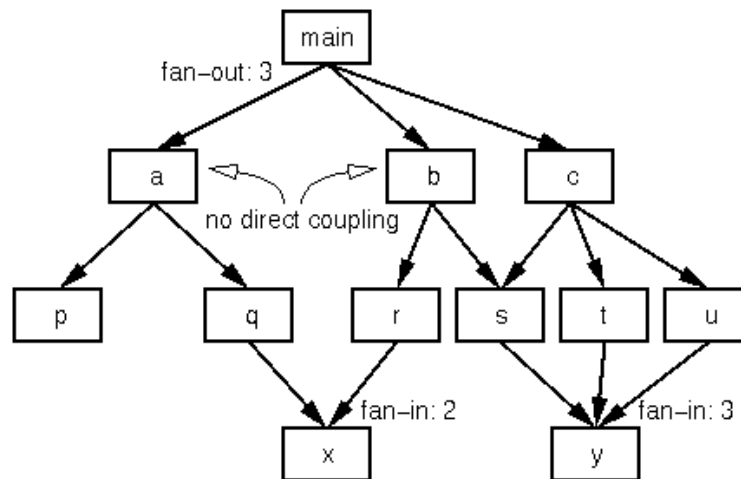 main
fan-out: 3
a
b
c
no direct coupling
p
q
r
s
t
u
fan-in: 2
fan-in: 3
x
y